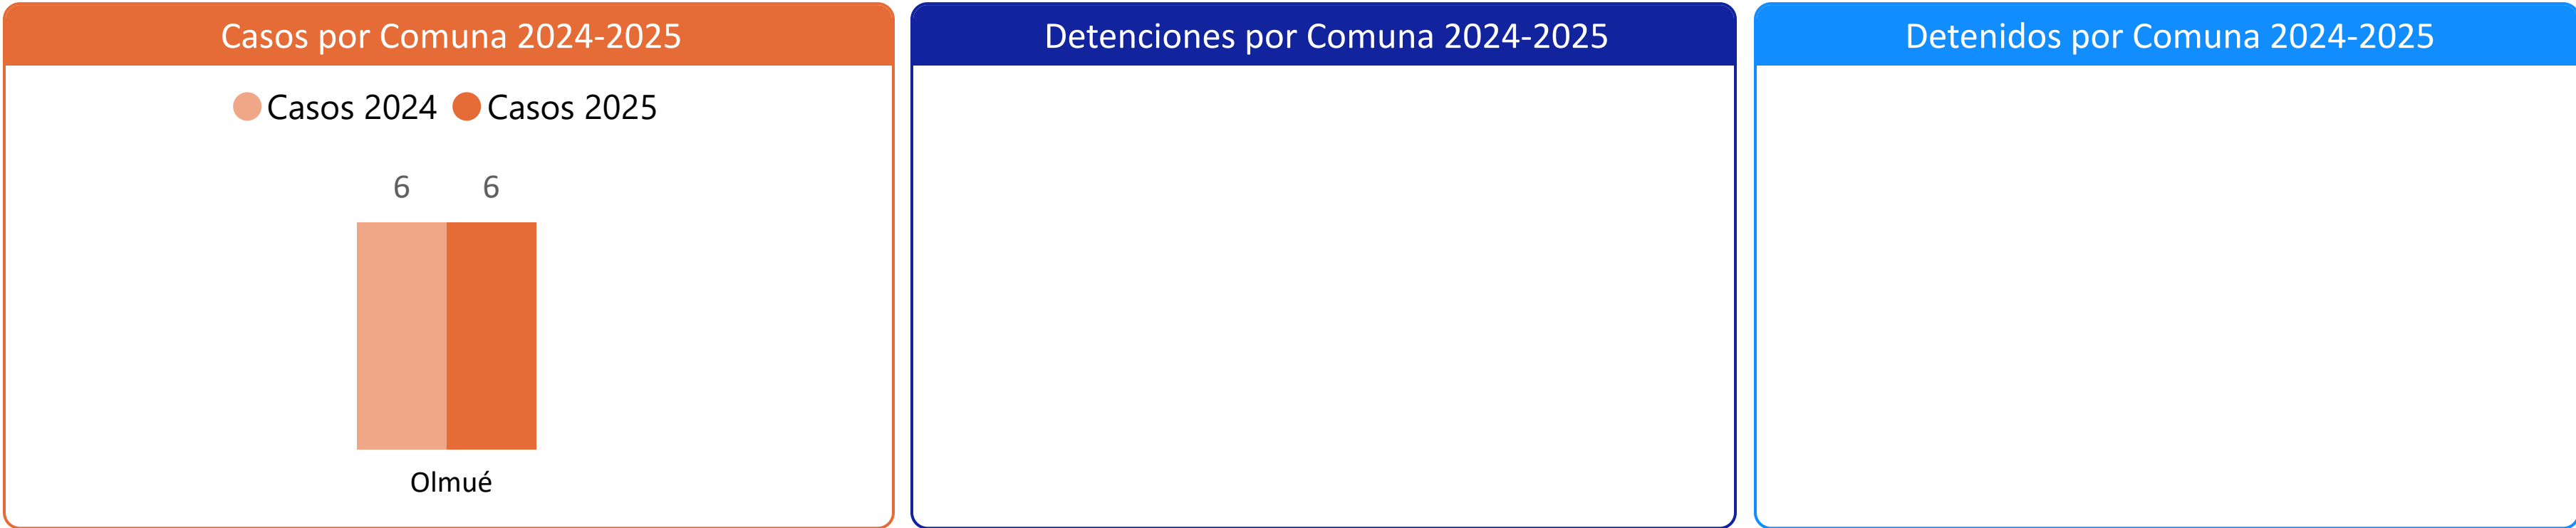 Casos por Comuna 2024-2025
Casos 2024 Casos 2025
6 6
Olmué
Detenciones por Comuna 2024-2025
Detenidos por Comuna 2024-2025